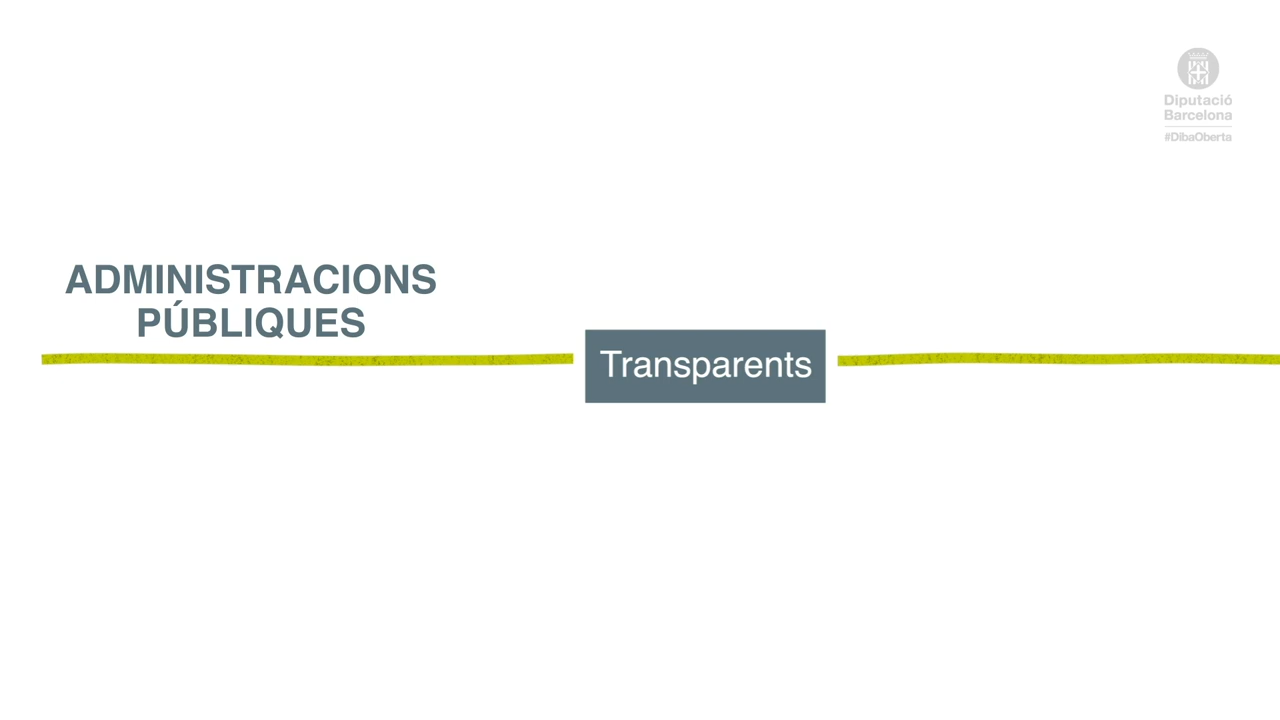 Diputació
Barcelona
#DibaOberta
ADMINISTRACIONS
PÚBLIQUES
Transparents